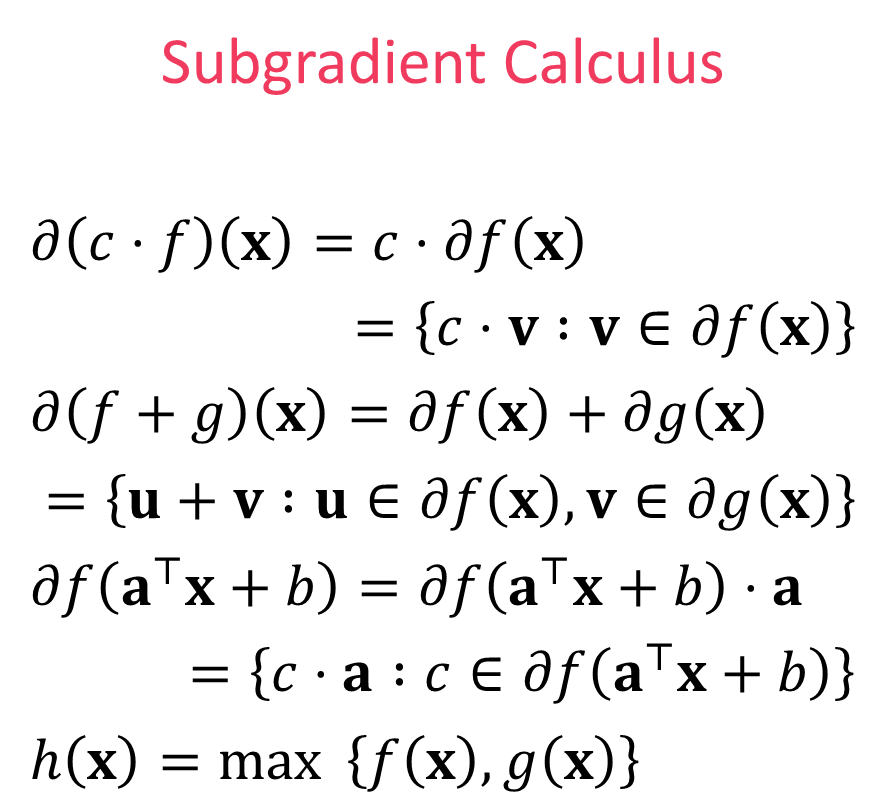 Subgradient Calculus
∂(c · f)(𝐱) = c · ∂f(𝐱)
= {c · 𝐯 : 𝐯 ∈ ∂f(𝐱)}
∂(f + g)(𝐱) = ∂f(𝐱) + ∂g(𝐱)
= {𝐮 + 𝐯 : 𝐮 ∈ ∂f(𝐱), 𝐯 ∈ ∂g(𝐱)}
∂f(𝐚⊤𝐱 + b) = ∂f(𝐚⊤𝐱 + b) · 𝐚
= {c · 𝐚 : c ∈ ∂f(𝐚⊤𝐱 + b)}
h(𝐱) = max {f(𝐱), g(𝐱)}